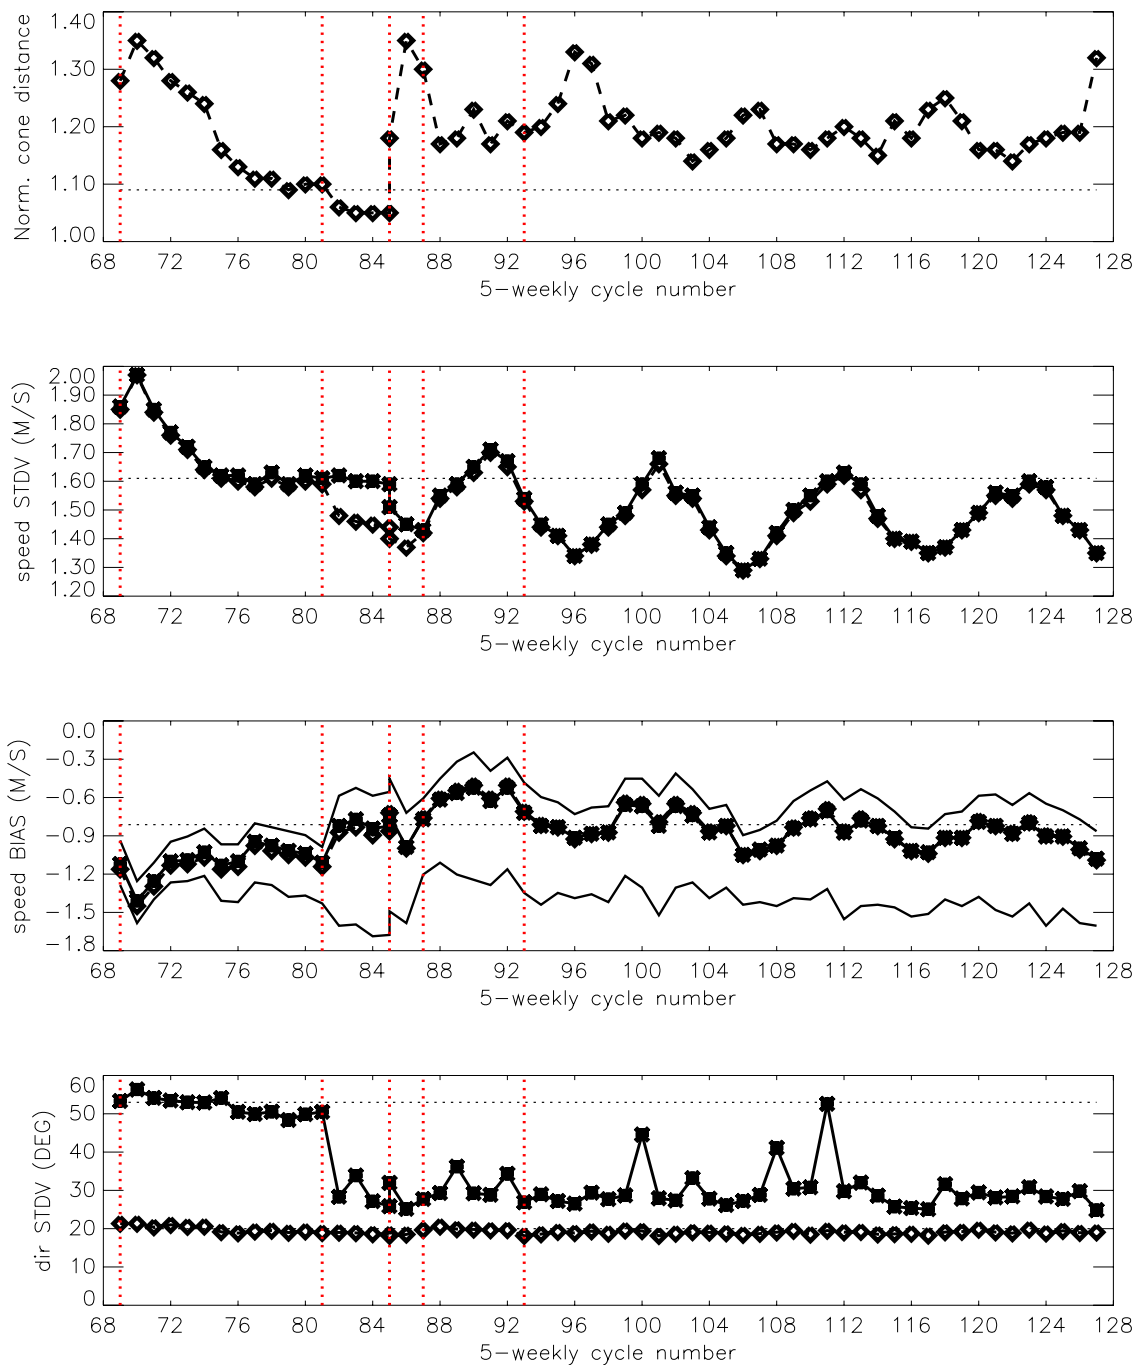 Norm. cone distance
1.40
1.30
1.20
1.10
1.00
68 72 76 80 84 88 92 96 100 104 108 112 116 120 124 128
5-weekly cycle number
speed STDV (M/S)
2.00
1.90
1.80
1.70
1.60
1.50
1.40
1.30
1.20
68 72 76 80 84 88 92 96 100 104 108 112 116 120 124 128
5-weekly cycle number
speed BIAS (M/S)
0.0
-0.3
-0.6
-0.9
-1.2
-1.5
-1.8
68 72 76 80 84 88 92 96 100 104 108 112 116 120 124 128
5-weekly cycle number
dir STDV (DEG)
60
50
40
30
20
10
0
68 72 76 80 84 88 92 96 100 104 108 112 116 120 124 128
5-weekly cycle number